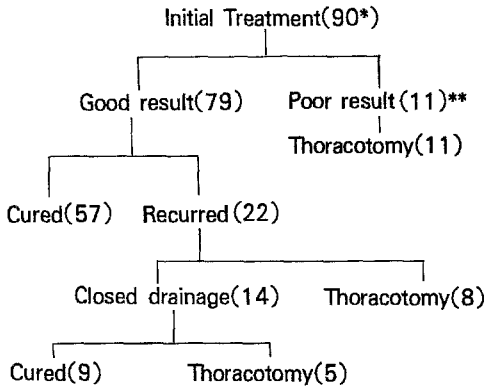 Initial Treatment(90*)
Good result(79) Poor result(11)**
Thoracotomy(11)
Cured(57) Recurred(22)
Closed drainage(14) Thoracotomy(8)
Cured(9) Thoracotomy(5)